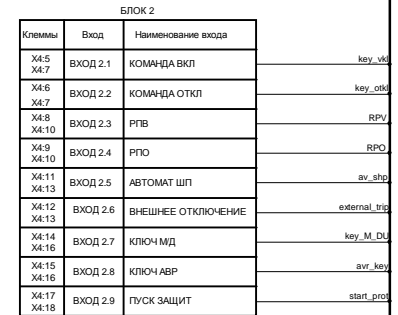 БЛОК 2
Клеммы Вход Наименование входа
X4:5
X4:7
ВХОД 2.1 КОМАНДА ВКЛ key_vkl
X4:6
X4:7
ВХОД 2.2 КОМАНДА ОТКЛ key_otkl
X4:8
X4:10
ВХОД 2.3 РПВ RPV
X4:9
X4:10
ВХОД 2.4 РПО RPO
X4:11
X4:13
ВХОД 2.5 АВТОМАТ ШП av_shp
X4:12
X4:13
ВХОД 2.6 ВНЕШНЕЕ ОТКЛЮЧЕНИЕ external_trip
X4:14
X4:16
ВХОД 2.7 КЛЮЧ М/Д key_M_DU
X4:15
X4:16
ВХОД 2.8 КЛЮЧ АВР avr_key
X4:17
X4:18
ВХОД 2.9 ПУСК ЗАЩИТ start_prot